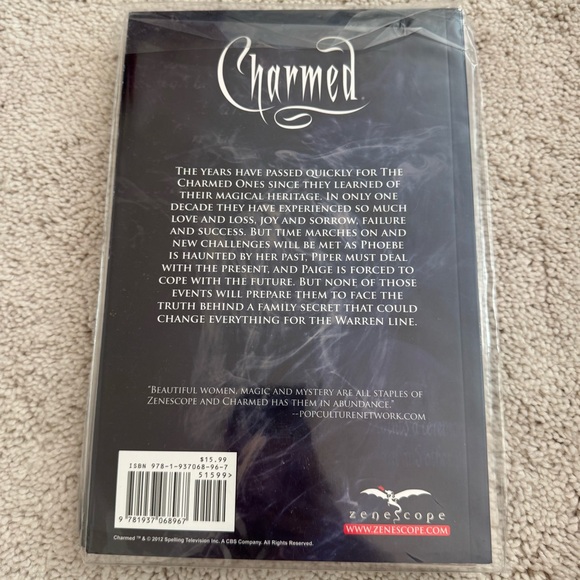 Charmed
The years have passed quickly for The
Charmed Ones since they learned of
their magical heritage. In only one
decade they have experienced so much
love and loss, joy and sorrow, failure
and success. But time marches on and
new challenges will be met as Phoebe
is haunted by her past, Piper must deal
with the present, and Paige is forced to
cope with the future. But none of those
events will prepare them to face the
truth behind a family secret that could
change everything for the Warren line.
"Beautiful women, magic and mystery are all staples of
Zenescope and Charmed has them in abundance."
--popculturenetwork.com
$15.99
ISBN 978-1-937068-96-7
51599>
9 781937 068967
zenescope
WWW.ZENESCOPE.COM
Charmed ™ & © 2012 Spelling Television Inc. A CBS Company. All Rights Reserved.